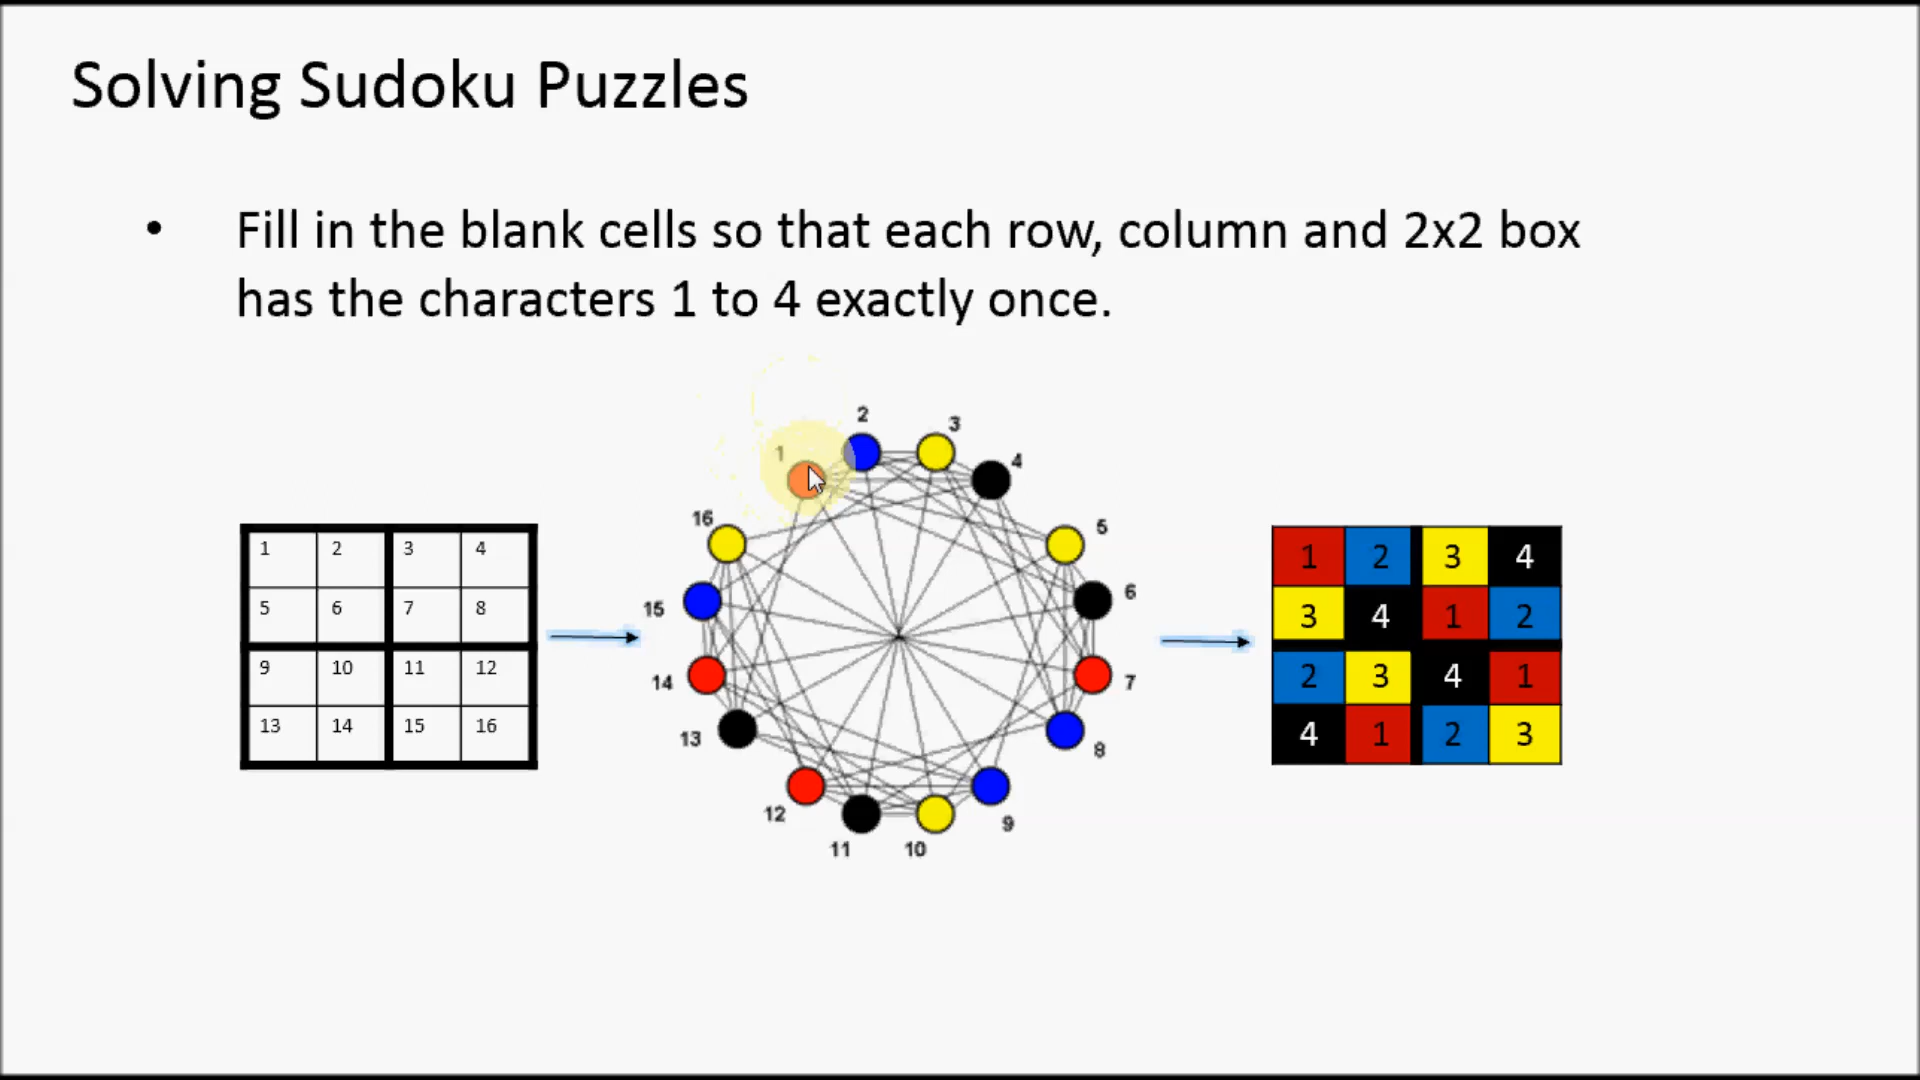 Solving Sudoku Puzzles
• Fill in the blank cells so that each row, column and 2x2 box
has the characters 1 to 4 exactly once.
1 2 3 4
5 6 7 8
9 10 11 12
13 14 15 16
1
2
3
4
5
6
7
8
9
10
11
12
13
14
15
16
1 2 3 4
3 4 1 2
2 3 4 1
4 1 2 3